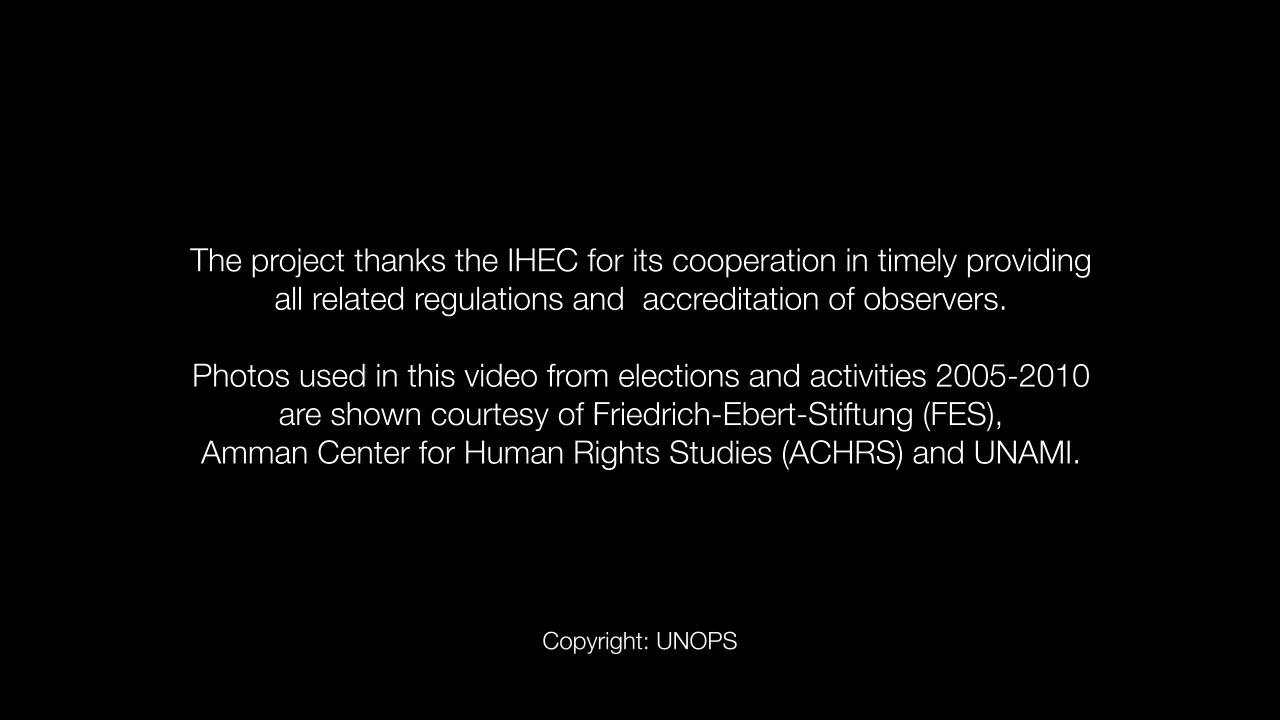 The project thanks the IHEC for its cooperation in timely providing
all related regulations and  accreditation of observers.
Photos used in this video from elections and activities 2005-2010
are shown courtesy of Friedrich-Ebert-Stiftung (FES),
Amman Center for Human Rights Studies (ACHRS) and UNAMI.
Copyright: UNOPS